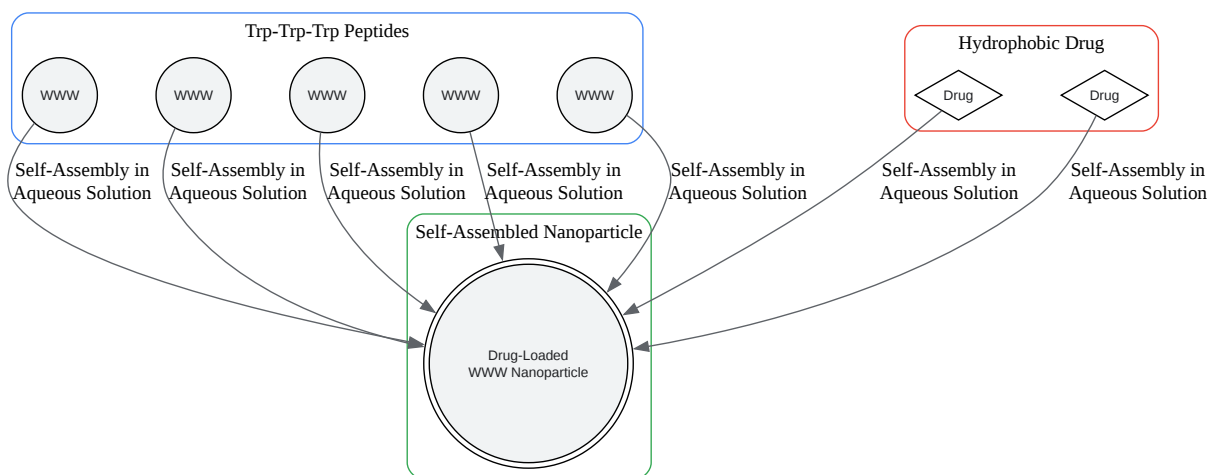 Trp-Trp-Trp Peptides
Hydrophobic Drug
WWW
WWW
WWW
WWW
WWW
Drug
Drug
Self-Assembly in
Aqueous Solution
Self-Assembly in
Aqueous Solution
Self-Assembly in
Aqueous Solution
Self-Assembly in
Aqueous Solution
Self-Assembly in
Aqueous Solution
Self-Assembly in
Aqueous Solution
Self-Assembly in
Aqueous Solution
Self-Assembled Nanoparticle
Drug-Loaded
WWW Nanoparticle